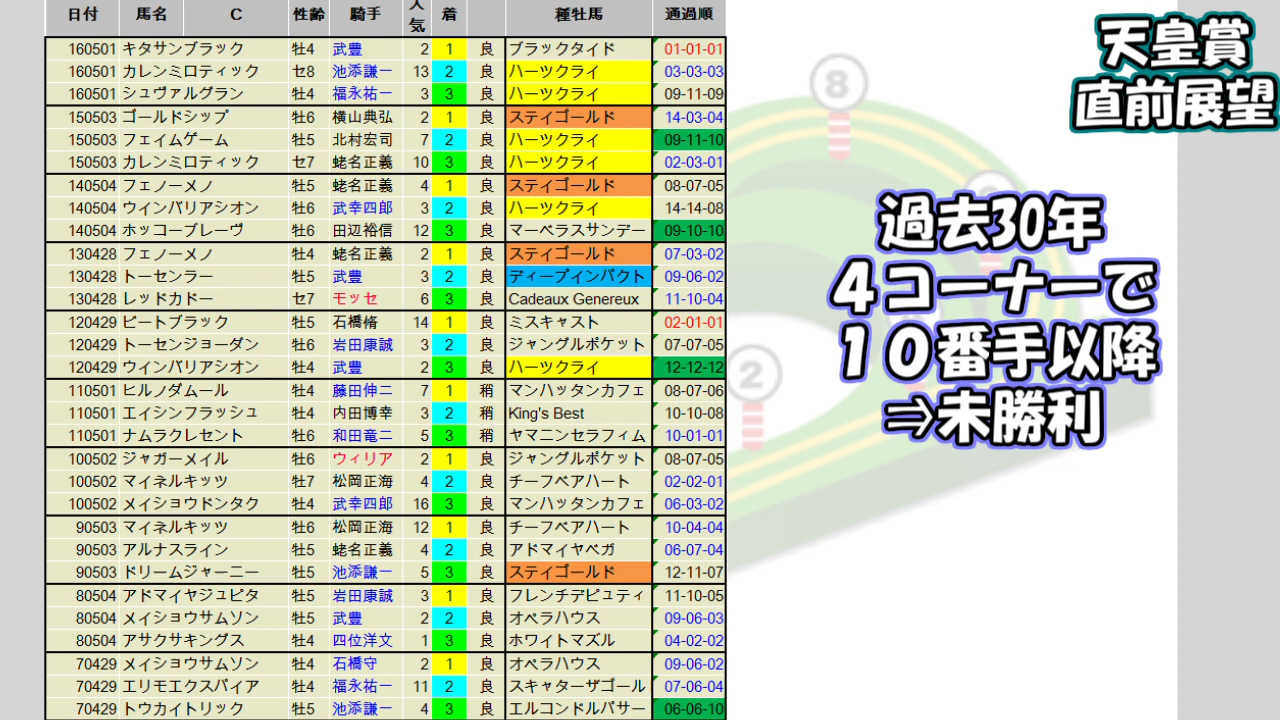 日付 馬名 C 性齢 騎手 人気 着 種牡馬 通過順
160501 キタサンブラック 牡4 武豊 2 1 良 ブラックタイド 01-01-01
160501 カレンミロティック セ8 池添謙一 13 2 良 ハーツクライ 03-03-03
160501 シュヴァルグラン 牡4 福永祐一 3 3 良 ハーツクライ 09-11-09
150503 ゴールドシップ 牡6 横山典弘 2 1 良 ステイゴールド 14-03-04
150503 フェイムゲーム 牡5 北村宏司 7 2 良 ハーツクライ 09-11-10
150503 カレンミロティック セ7 蛯名正義 10 3 良 ハーツクライ 02-03-01
140504 フェノーメノ 牡5 蛯名正義 4 1 良 ステイゴールド 08-07-05
140504 ウインバリアシオン 牡6 武幸四郎 3 2 良 ハーツクライ 14-14-08
140504 ホッコーブレーヴ 牡6 田辺裕信 12 3 良 マーベラスサンデー 09-10-10
130428 フェノーメノ 牡4 蛯名正義 2 1 良 ステイゴールド 07-03-02
130428 トーセンラー 牡5 武豊 3 2 良 ディープインパクト 09-06-02
130428 レッドカドー セ7 モッセ 6 3 良 Cadeaux Genereux 11-10-04
120429 ビートブラック 牡5 石橋脩 14 1 良 ミスキャスト 02-01-01
120429 トーセンジョーダン 牡6 岩田康誠 3 2 良 ジャングルポケット 07-07-05
120429 ウインバリアシオン 牡4 武豊 2 3 良 ハーツクライ 12-12-12
110501 ヒルノダムール 牡4 藤田伸二 7 1 稍 マンハッタンカフェ 08-07-06
110501 エイシンフラッシュ 牡4 内田博幸 3 2 稍 King's Best 10-10-08
110501 ナムラクレセント 牡6 和田竜二 5 3 稍 ヤマニンセラフィム 10-01-01
100502 ジャガーメイル 牡6 ウィリア 2 1 良 ジャングルポケット 08-07-05
100502 マイネルキッツ 牡7 松岡正海 4 2 良 チーフベアハート 02-02-01
100502 メイショウドンタク 牡4 武幸四郎 16 3 良 マンハッタンカフェ 06-03-02
90503 マイネルキッツ 牡6 松岡正海 12 1 良 チーフベアハート 10-04-04
90503 アルナスライン 牡5 蛯名正義 4 2 良 アドマイヤベガ 06-07-04
90503 ドリームジャーニー 牡5 池添謙一 5 3 良 ステイゴールド 12-11-07
80504 アドマイヤジュピタ 牡5 岩田康誠 3 1 良 フレンチデピュティ 11-10-05
80504 メイショウサムソン 牡5 武豊 2 2 良 オペラハウス 09-06-03
80504 アサクサキングス 牡4 四位洋文 1 3 良 ホワイトマズル 04-02-02
70429 メイショウサムソン 牡4 石橋守 2 1 良 オペラハウス 09-06-02
70429 エリモエクスパイア 牡4 福永祐一 11 2 良 スキャターザゴール 07-06-04
70429 トウカイトリック 牡5 池添謙一 4 3 良 エルコンドルパサー 06-06-10
天皇賞
直前展望
過去30年
４コーナーで
１０番手以降
⇒未勝利
8
2